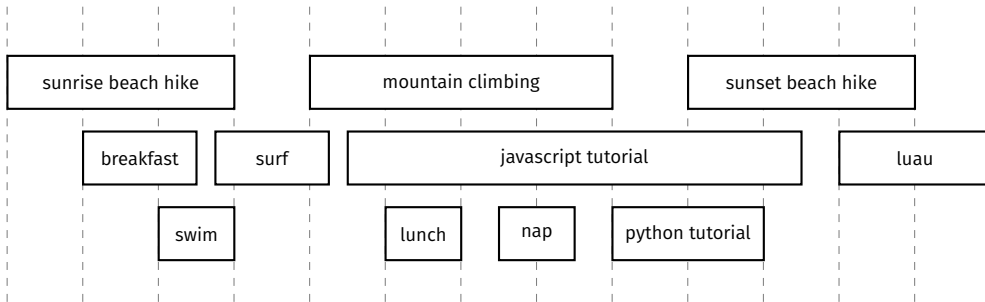 sunrise beach hike
mountain climbing
sunset beach hike
breakfast
surf
javascript tutorial
luau
swim
lunch
nap
python tutorial